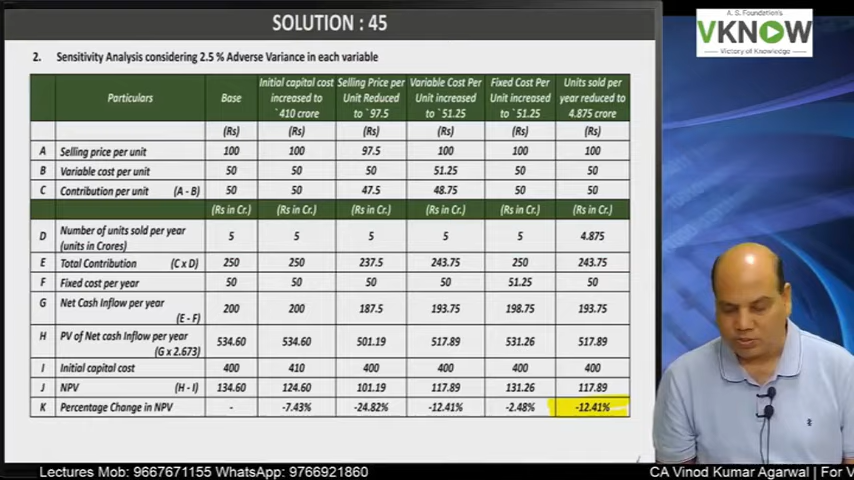 SOLUTION : 45
A. S. Foundation's
VKNOW
Victory of Knowledge
2. Sensitivity Analysis considering 2.5 % Adverse Variance in each variable
Particulars Base Initial capital cost increased to `410 crore Selling Price per Unit Reduced to `97.5 Variable Cost Per Unit increased to `51.25 Fixed Cost Per Unit increased to `51.25 Units sold per year reduced to 4.875 crore
(Rs) (Rs) (Rs) (Rs) (Rs) (Rs)
A Selling price per unit 100 100 97.5 100 100 100
B Variable cost per unit 50 50 50 51.25 50 50
C Contribution per unit (A - B) 50 50 47.5 48.75 50 50
(Rs in Cr.) (Rs in Cr.) (Rs in Cr.) (Rs in Cr.) (Rs in Cr.) (Rs in Cr.)
D Number of units sold per year (units in Crores) 5 5 5 5 5 4.875
E Total Contribution (C x D) 250 250 237.5 243.75 250 243.75
F Fixed cost per year 50 50 50 50 51.25 50
G Net Cash Inflow per year (E - F) 200 200 187.5 193.75 198.75 193.75
H PV of Net cash Inflow per year (G x 2.673) 534.60 534.60 501.19 517.89 531.26 517.89
I Initial capital cost 400 410 400 400 400 400
J NPV (H - I) 134.60 124.60 101.19 117.89 131.26 117.89
K Percentage Change in NPV - -7.43% -24.82% -12.41% -2.48% -12.41%
Lectures Mob: 9667671155 WhatsApp: 9766921860 CA Vinod Kumar Agarwal | For V